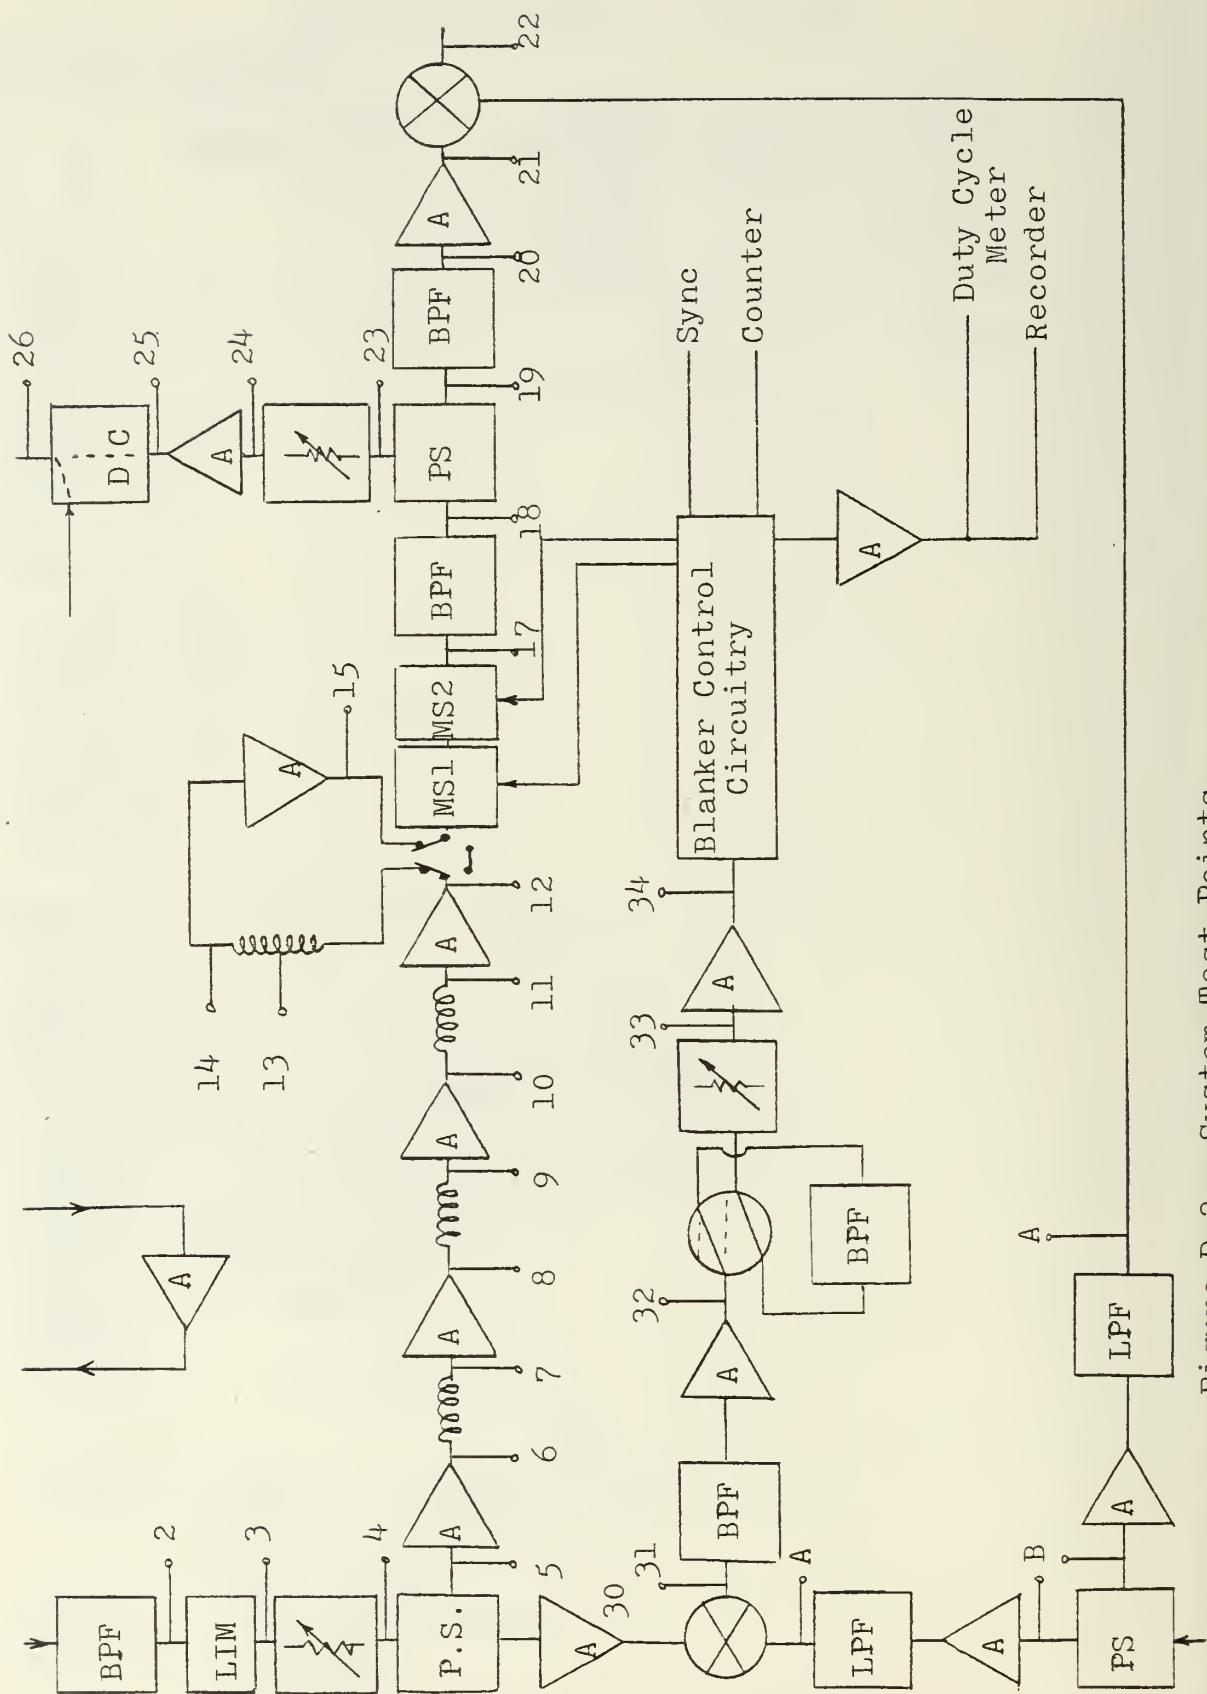 26
BPF
D C
25
2
A
LIM
14
A
24
3
13
A
15
23
4
P.S. A A A A MS1 MS2 BPF PS BPF A
5 6 7 8 9 10 11 12 17 18 19 20 21 22
A
30
31 32 33 34
Sync
BPF A A Blanker Control
Circuitry
Counter
A
LPF BPF
A
Duty Cycle
Meter
Recorder
A
B B A
PS A LPF